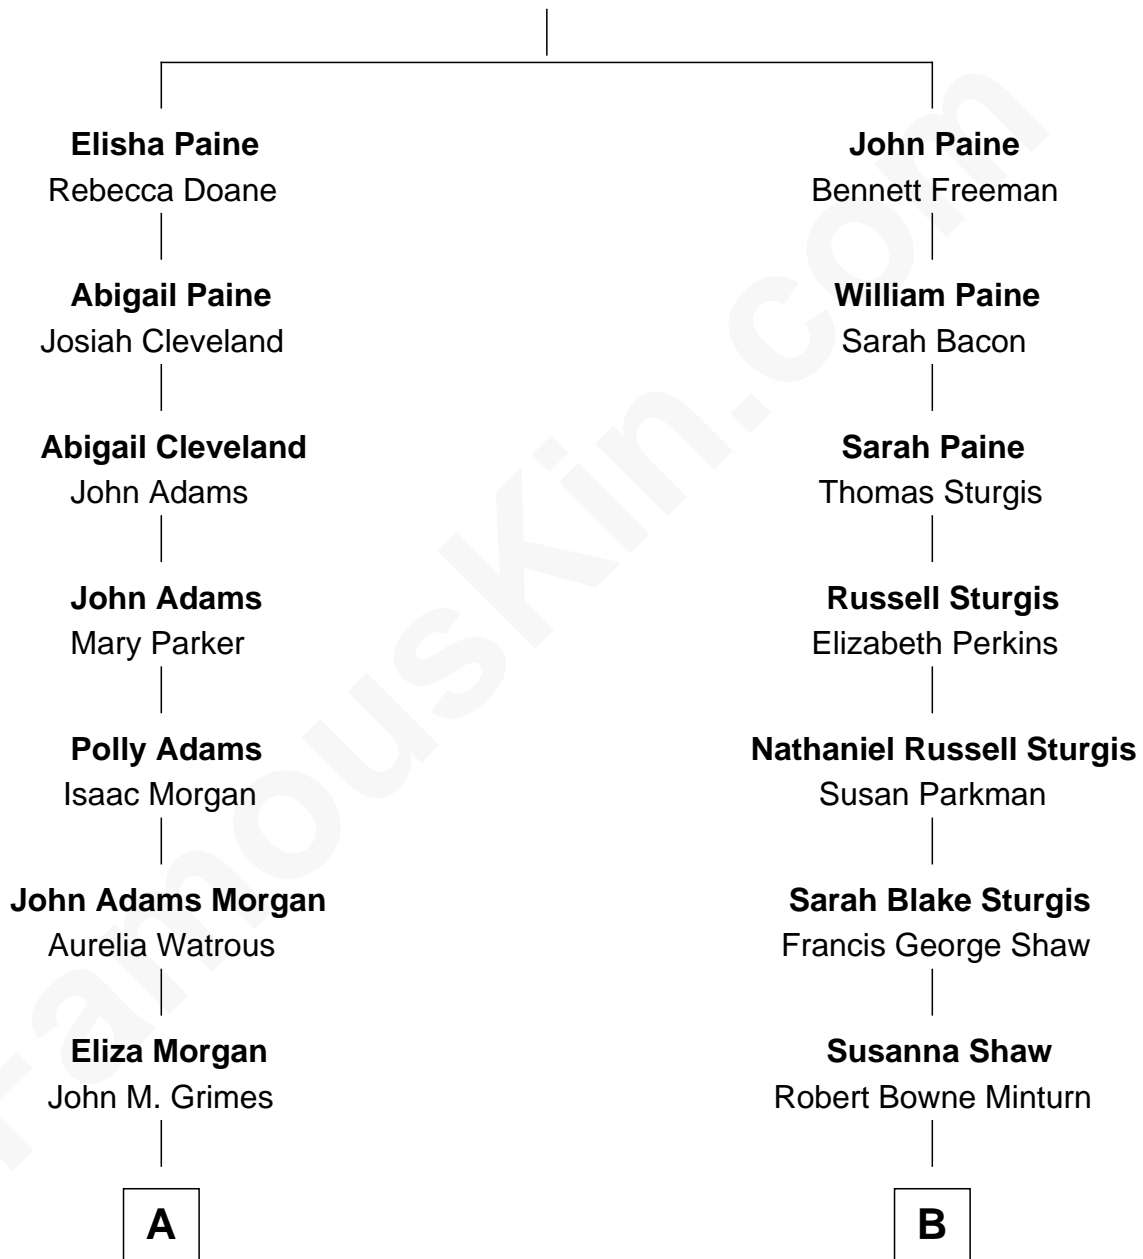 Elisha Paine
Rebecca Doane
Abigail Paine
Josiah Cleveland
Abigail Cleveland
John Adams
John Adams
Mary Parker
Polly Adams
Isaac Morgan
John Adams Morgan
Aurelia Watrous
Eliza Morgan
John M. Grimes
A
John Paine
Bennett Freeman
William Paine
Sarah Bacon
Sarah Paine
Thomas Sturgis
Russell Sturgis
Elizabeth Perkins
Nathaniel Russell Sturgis
Susan Parkman
Sarah Blake Sturgis
Francis George Shaw
Susanna Shaw
Robert Bowne Minturn
B
FamousKin.com